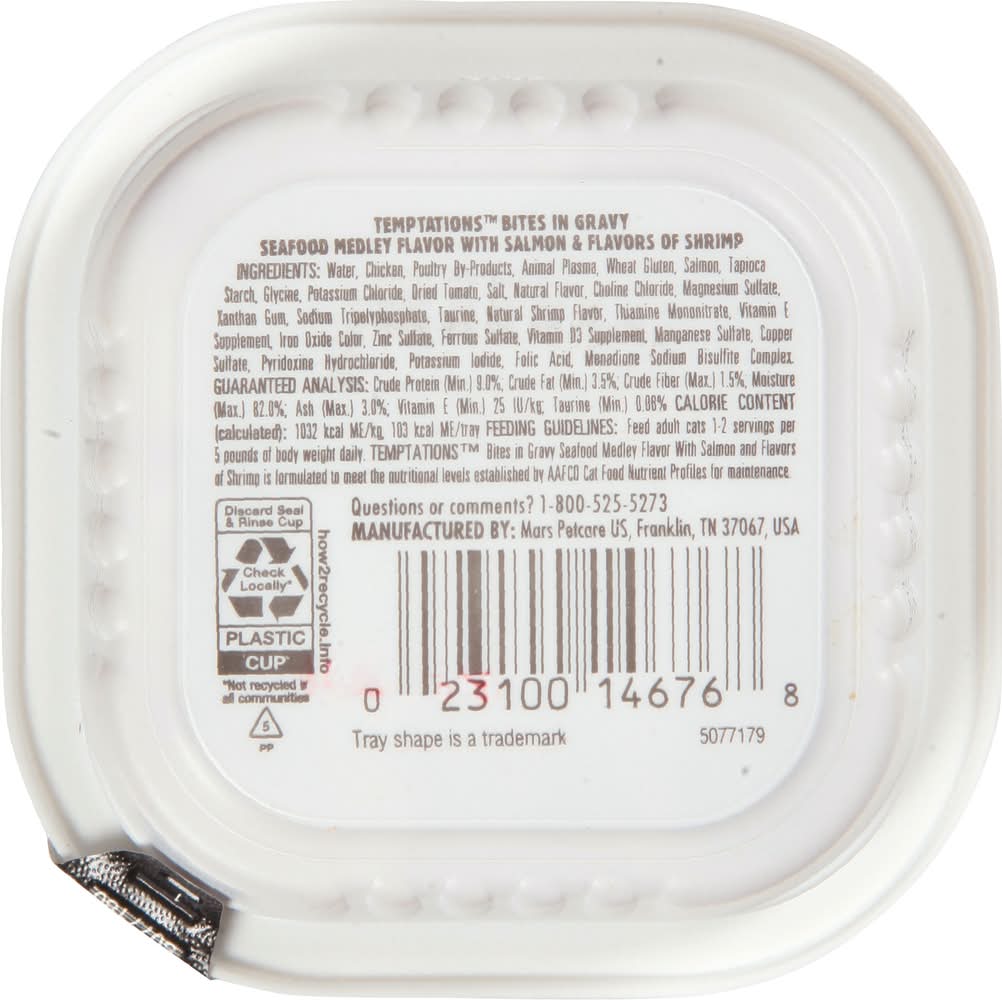 TEMPTATIONS™ BITES IN GRAVY
SEAFOOD MEDLEY FLAVOR WITH SALMON & FLAVORS OF SHRIMP
INGREDIENTS: Water, Chicken, Poultry By-Products, Animal Plasma, Wheat Gluten, Salmon, Tapioca
Starch, Glycine, Potassium Chloride, Dried Tomato, Salt, Natural Flavor, Choline Chloride, Magnesium Sulfate,
Xanthan Gum, Sodium Tripolyphosphate, Taurine, Natural Shrimp Flavor, Thiamine Mononitrate, Vitamin E
Supplement, Iron Oxide Color, Zinc Sulfate, Ferrous Sulfate, Vitamin D3 Supplement, Manganese Sulfate, Copper
Sulfate, Pyridoxine Hydrochloride, Potassium Iodide, Folic Acid, Menadione Sodium Bisulfite Complex.
GUARANTEED ANALYSIS: Crude Protein (Min.) 9.0%; Crude Fat (Min.) 3.5%; Crude Fiber (Max.) 1.5%, Moisture
(Max.) 82.0%; Ash (Max.) 3.0%; Vitamin E (Min.) 25 IU/kg; Taurine (Min.) 0.08% CALORIE CONTENT
(calculated): 1032 kcal ME/kg, 103 kcal ME/tray FEEDING GUIDELINES: Feed adult cats 1-2 servings per
5 pounds of body weight daily. TEMPTATIONS™ Bites in Gravy Seafood Medley Flavor With Salmon and Flavors
of Shrimp is formulated to meet the nutritional levels established by AAFCO Cat Food Nutrient Profiles for maintenance.
Questions or comments? 1-800-525-5273
MANUFACTURED BY: Mars Petcare US, Franklin, TN 37067, USA
Discard Seal
& Rinse Cup
Check
Locally*
PLASTIC
CUP
*Not recycled in
all communities
how2recycle.info
5
PP
0 23100 14676 8
Tray shape is a trademark
5077179